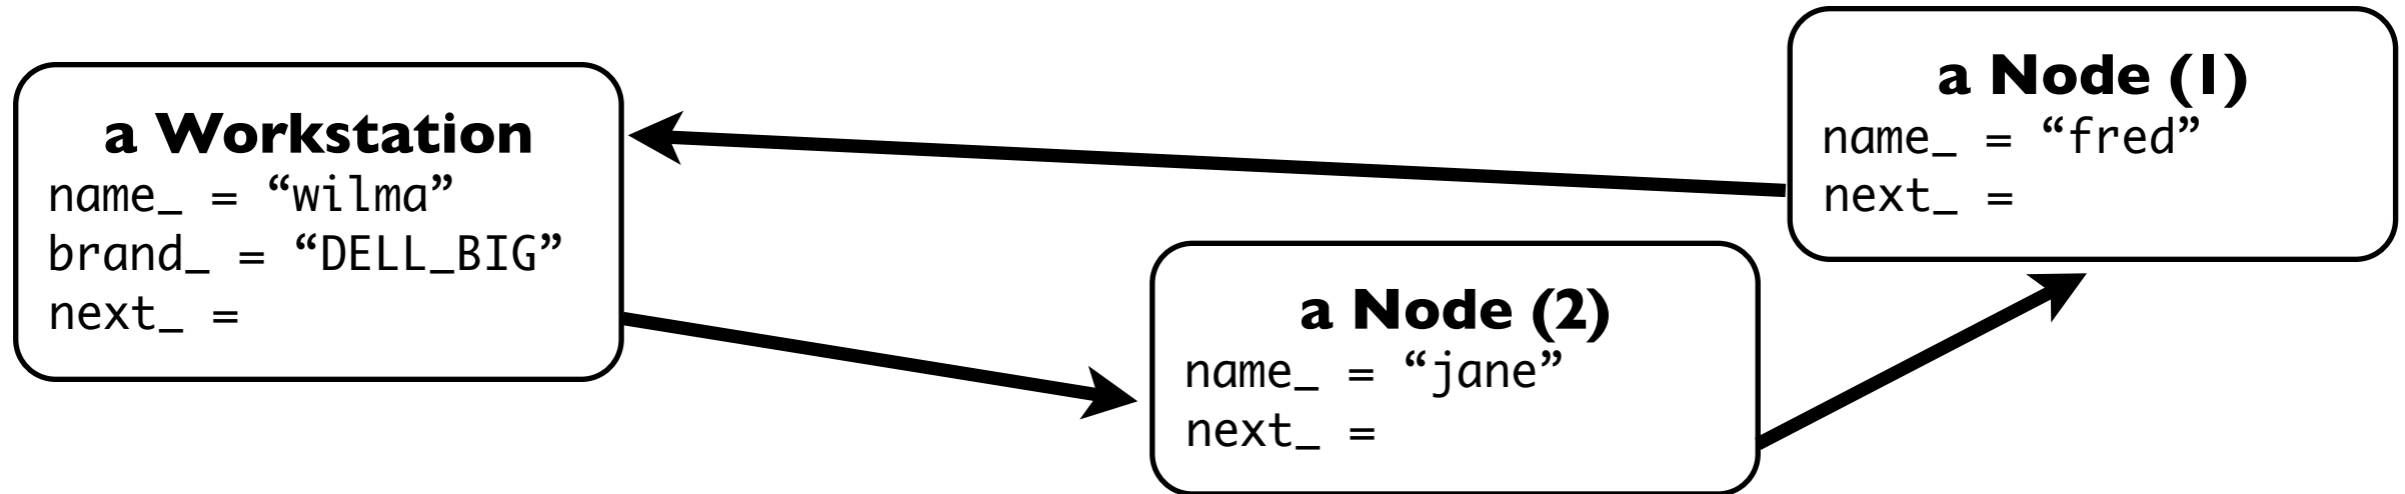 a Workstation
name_ = “wilma”
brand_ = “DELL_BIG”
next_ =
a Node (2)
name_ = “jane”
next_ =
a Node (1)
name_ = “fred”
next_ =